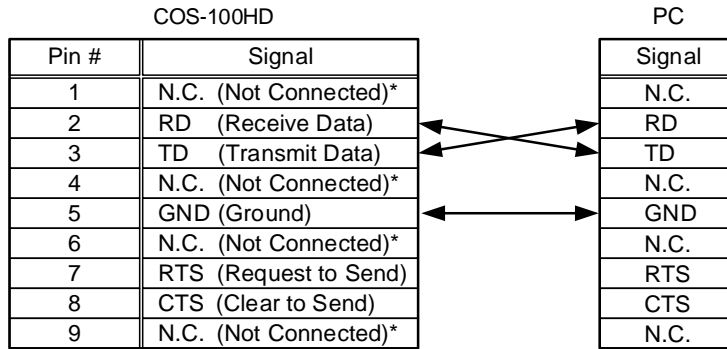 COS-100HD PC
Pin # Signal Signal
1 N.C. (Not Connected)* N.C.
2 RD (Receive Data) RD
3 TD (Transmit Data) TD
4 N.C. (Not Connected)* N.C.
5 GND (Ground) GND
6 N.C. (Not Connected)* N.C.
7 RTS (Request to Send) RTS
8 CTS (Clear to Send) CTS
9 N.C. (Not Connected)* N.C.